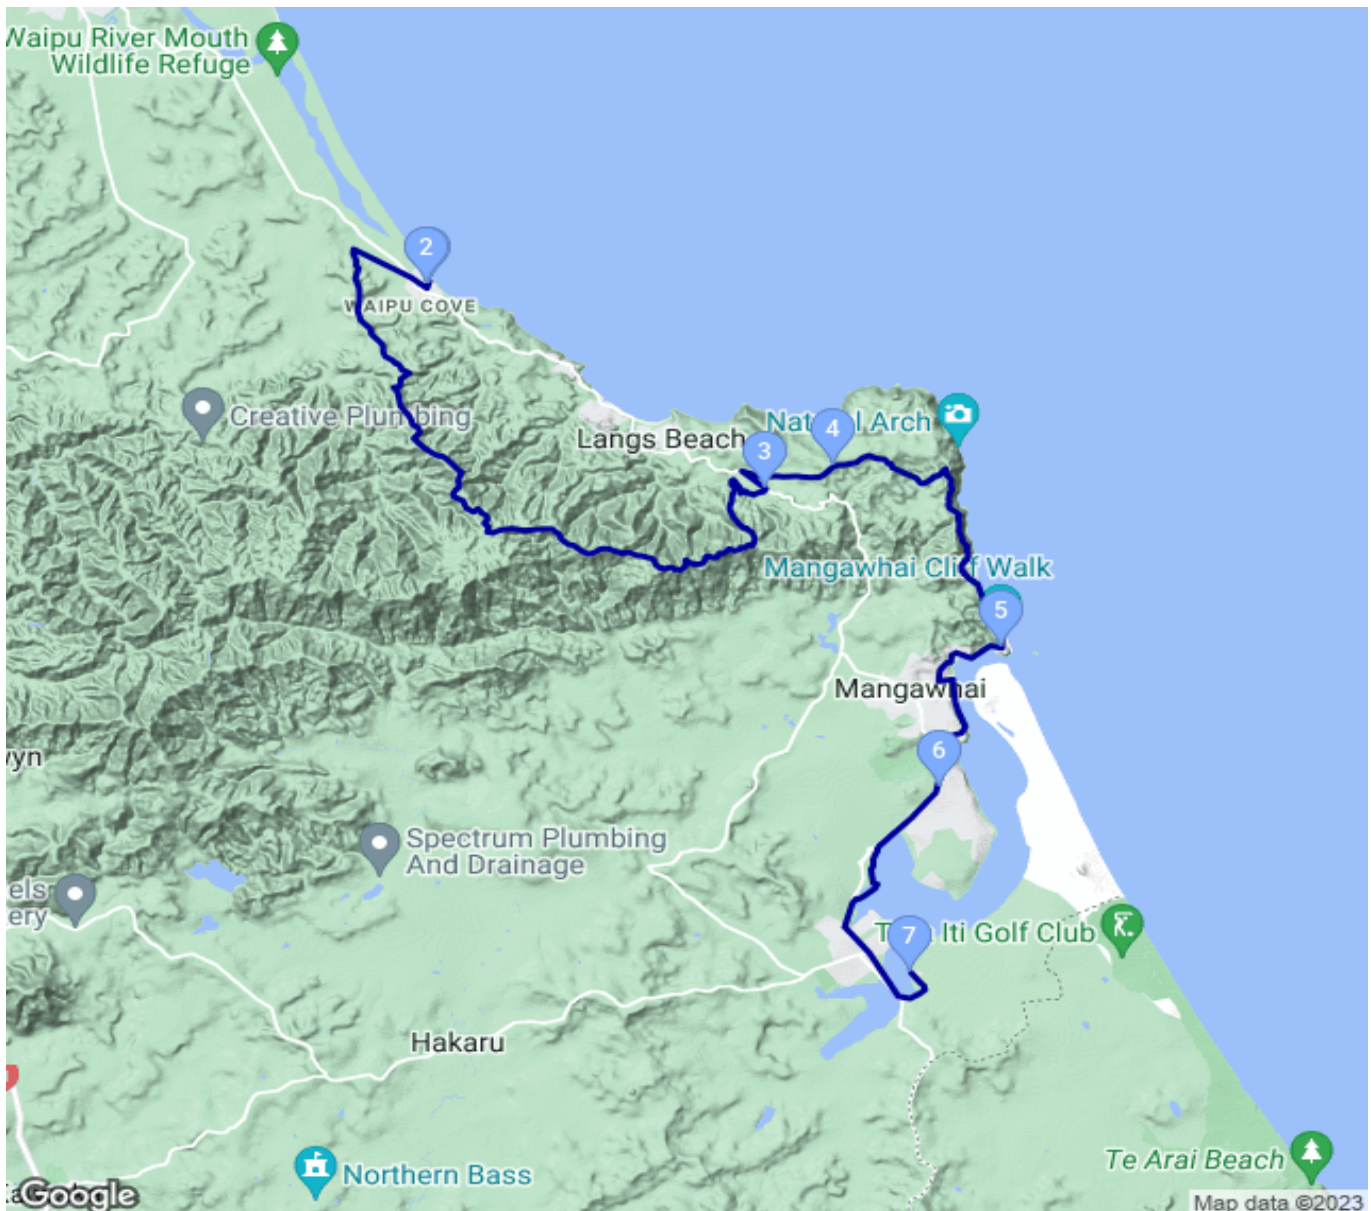 Waipu River Mouth
Wildlife Refuge
2
WAIPU COVE
Creative Plumbing
Natural Arch
4
Langs Beach
3
Mangawhai Cliff Walk
5
Mangawhai
6
Spectrum Plumbing
And Drainage
Iti Golf Club
7
Hakaru
Northern Bass
Te Arai Beach
Google
Map data ©2023